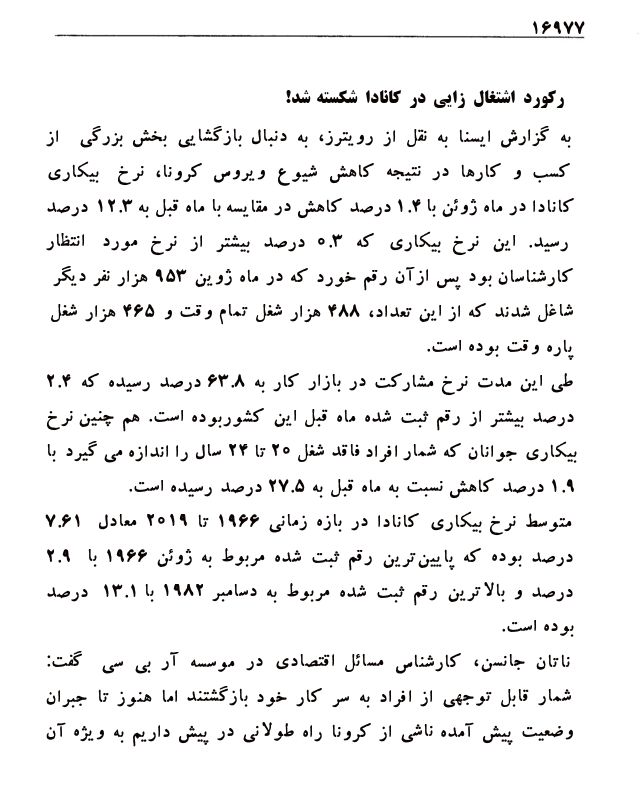 ۱۶۹۷۷
رکورد اشتغال زایی در کانادا شکسته شد!
به گزارش ایسنا به نقل از رویترز، به دنبال بازگشایی بخش بزرگی از
کسب و کارها در نتیجه کاهش شیوع ویروس کرونا، نرخ بیکاری
کانادا در ماه ژوئن با ۱.۴ درصد کاهش در مقایسه با ماه قبل به ۱۲.۳ درصد
رسید. این نرخ بیکاری که ۰.۳ درصد بیشتر از نرخ مورد انتظار
کارشناسان بود پس ازآن رقم خورد که در ماه ژوین ۹۵۳ هزار نفر دیگر
شاغل شدند که از این تعداد، ۴۸۸ هزار شغل تمام وقت و ۴۶۵ هزار شغل
پاره وقت بوده است.
طی این مدت نرخ مشارکت در بازار کار به ۶۳.۸ درصد رسیده که ۲.۴
درصد بیشتر از رقم ثبت شده ماه قبل این کشوربوده است. هم چنین نرخ
بیکاری جوانان که شمار افراد فاقد شغل ۲۰ تا ۲۴ سال را اندازه می گیرد با
۱.۹ درصد کاهش نسبت به ماه قبل به ۲۷.۵ درصد رسیده است.
متوسط نرخ بیکاری کانادا در بازه زمانی ۱۹۶۶ تا ۲۰۱۹ معادل ۷.۶۱
درصد بوده که پایین‌ترین رقم ثبت شده مربوط به ژوئن ۱۹۶۶ با ۲.۹
درصد و بالاترین رقم ثبت شده مربوط به دسامبر ۱۹۸۲ با ۱۳.۱ درصد
بوده است.
ناتان جانسن، کارشناس مسائل اقتصادی در موسسه آر بی سی گفت:
شمار قابل توجهی از افراد به سر کار خود بازگشتند اما هنوز تا جبران
وضعیت پیش آمده ناشی از کرونا راه طولانی در پیش داریم به ویژه آن